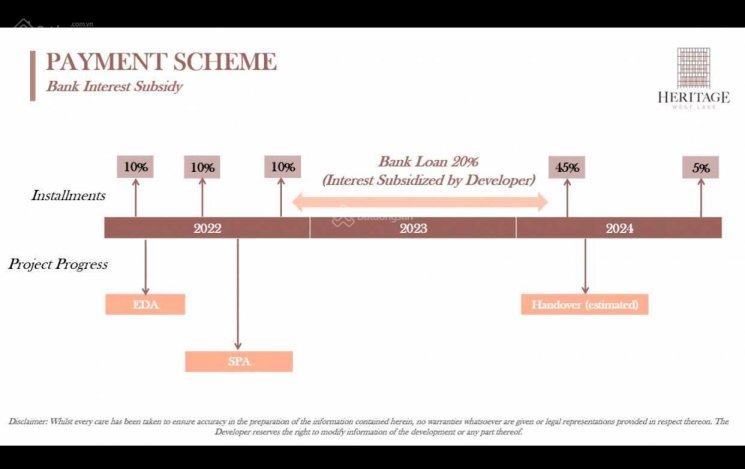 PAYMENT SCHEME
Bank Interest Subsidy
HERITAGE
WEST LAKE
10%
10%
10%
Bank Loan 20%
(Interest Subsidized by Developer)
45%
5%
Installments
2022
2023
2024
Project Progress
EDA
Handover (estimated)
SPA
Disclaimer: Whilst every care has been taken to ensure accuracy in the preparation of the information contained herein, no warranties whatsoever are given or legal representations provided in respect thereon. The
Developer reserves the right to modify information of the development or any part thereof.